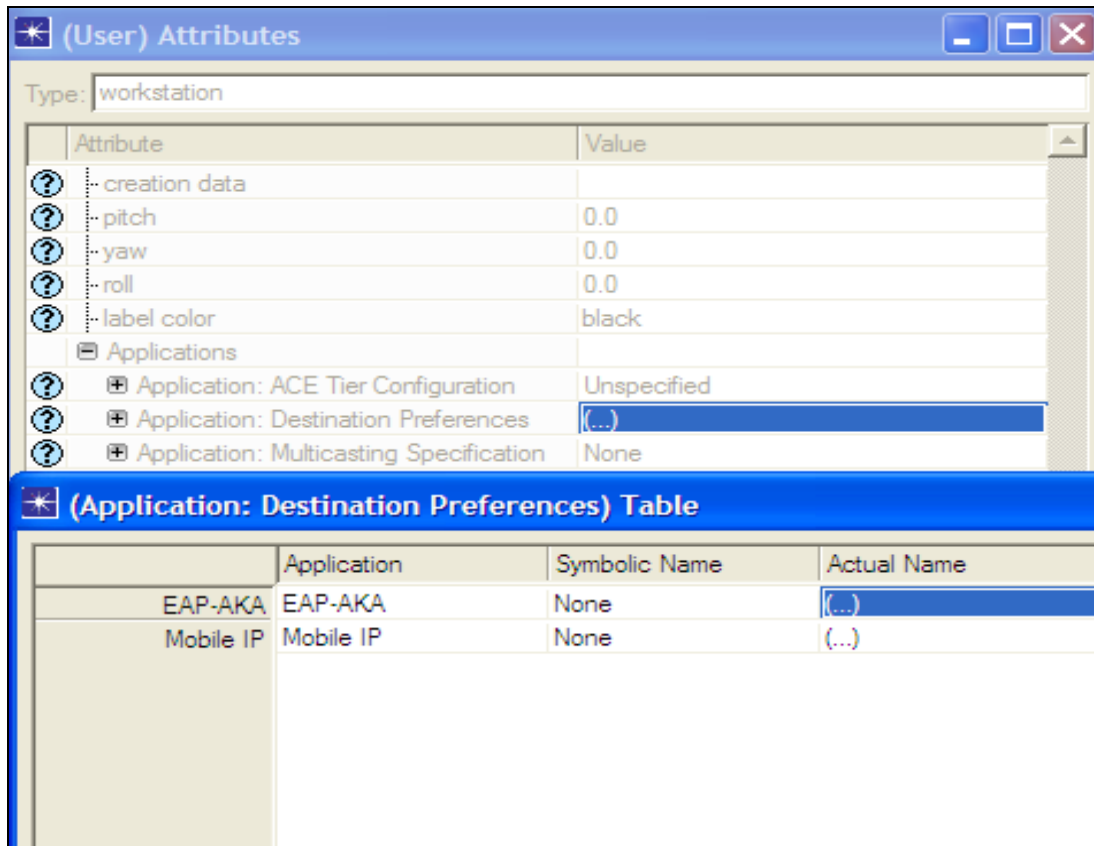 (User) Attributes
Type: workstation
Attribute Value
? creation data
? pitch 0.0
? yaw 0.0
? roll 0.0
? label color black
Applications
? Application: ACE Tier Configuration Unspecified
? Application: Destination Preferences (...)
? Application: Multicasting Specification None
(Application: Destination Preferences) Table
Application Symbolic Name Actual Name
EAP-AKA EAP-AKA None (...)
Mobile IP Mobile IP None (...)